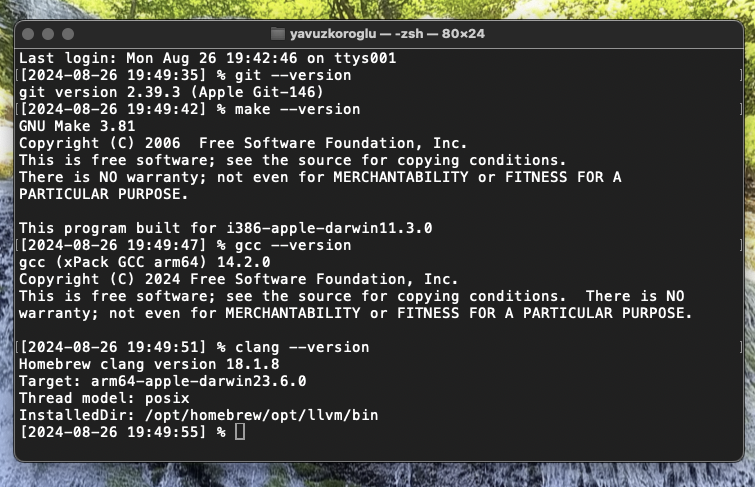 yavuzkoroglu — -zsh — 80×24
Last login: Mon Aug 26 19:42:46 on ttys001
[2024-08-26 19:49:35] % git --version
git version 2.39.3 (Apple Git-146)
[2024-08-26 19:49:42] % make --version
GNU Make 3.81
Copyright (C) 2006  Free Software Foundation, Inc.
This is free software; see the source for copying conditions.
There is NO warranty; not even for MERCHANTABILITY or FITNESS FOR A
PARTICULAR PURPOSE.

This program built for i386-apple-darwin11.3.0
[2024-08-26 19:49:47] % gcc --version
gcc (xPack GCC arm64) 14.2.0
Copyright (C) 2024 Free Software Foundation, Inc.
This is free software; see the source for copying conditions.  There is NO
warranty; not even for MERCHANTABILITY or FITNESS FOR A PARTICULAR PURPOSE.

[2024-08-26 19:49:51] % clang --version
Homebrew clang version 18.1.8
Target: arm64-apple-darwin23.6.0
Thread model: posix
InstalledDir: /opt/homebrew/opt/llvm/bin
[2024-08-26 19:49:55] %